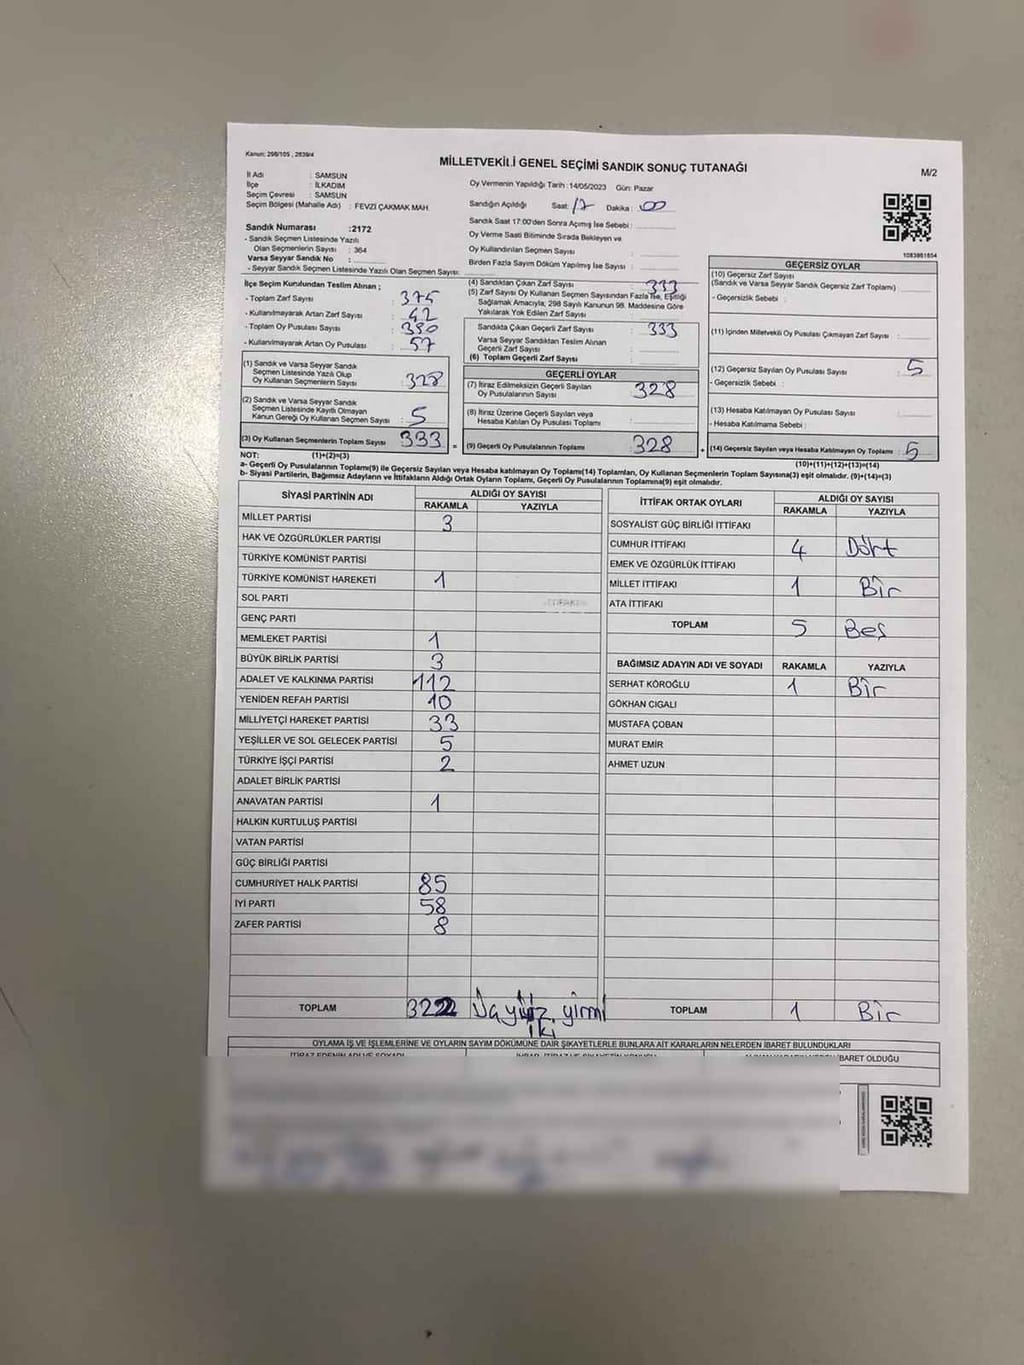 Kanun: 298/105 , 2839/4
MİLLETVEKİLİ GENEL SEÇİMİ SANDIK SONUÇ TUTANAĞI
M/2
İl Adı : SAMSUN
İlçe : İLKADIM
Seçim Çevresi : SAMSUN
Seçim Bölgesi (Mahalle Adı) : FEVZİ ÇAKMAK MAH.
Oy Vermenin Yapıldığı Tarih :14/05/2023 Gün: Pazar
Sandığın Açıldığı Saat: 17 Dakika : 00
Sandık Saat 17:00'den Sonra Açımış İse Sebebi :
Oy Verme Saati Bitiminde Sırada Bekleyen ve
Oy Kullandırılan Seçmen Sayısı :
Birden Fazla Sayım Döküm Yapılmış İse Sayısı :
Sandık Numarası :2172
- Sandık Seçmen Listesinde Yazılı
Olan Seçmenlerin Sayısı : 364
Varsa Seyyar Sandık No :
- Seyyar Sandık Seçmen Listesinde Yazılı Olan Seçmen Sayısı:
1083861654
İlçe Seçim Kurulundan Teslim Alınan ;
- Toplam Zarf Sayısı : 375
- Kullanılmayarak Artan Zarf Sayısı : 42
- Toplam Oy Pusulası Sayısı : 390
- Kullanılmayarak Artan Oy Pusulası : 57
(1) Sandık ve Varsa Seyyar Sandık
Seçmen Listesinde Yazılı Olup
Oy Kullanan Seçmenlerin Sayısı : 328
(2) Sandık ve Varsa Seyyar Sandık
Seçmen Listesinde Kayıtlı Olmayan
Kanun Gereği Oy Kullanan Seçmen Sayısı : 5
(3) Oy Kullanan Seçmenlerin Toplam Sayısı : 333
(4) Sandıktan Çıkan Zarf Sayısı : 333
(5) Zarf Sayısı Oy Kullanan Seçmen Sayısından Fazla İse, Eşitliği
Sağlamak Amacıyla, 298 Sayılı Kanunun 98. Maddesine Göre
Yakılarak Yok Edilen Zarf Sayısı :
Sandıkta Çıkan Geçerli Zarf Sayısı : 333
Varsa Seyyar Sandıktan Teslim Alınan
Geçerli Zarf Sayısı :
(6) Toplam Geçerli Zarf Sayısı :
GEÇERLİ OYLAR
(7) İtiraz Edilmeksizin Geçerli Sayılan
Oy Pusulasının Sayısı : 328
(8) İtiraz Üzerine Geçerli Sayılan veya
Hesaba Katılan Oy Pusulası Toplamı :
= (9) Geçerli Oy Pusulalarının Toplamı 328
GEÇERSİZ OYLAR
(10) Geçersiz Zarf Sayısı
(Sandık ve Varsa Seyyar Sandık Geçersiz Zarf Toplamı) :
- Geçersizlik Sebebi :
(11) İçinden Milletvekili Oy Pusulası Çıkmayan Zarf Sayısı :
(12) Geçersiz Sayılan Oy Pusulası Sayısı : 5
- Geçersizlik Sebebi :
(13) Hesaba Katılmayan Oy Pusulası Sayısı :
- Hesaba Katılmama Sebebi :
+ (14) Geçersiz Sayılan veya Hesaba Katılmayan Oy Toplamı : 5
NOT: (1)+(2)=(3) (10)+(11)+(12)+(13)=(14)
a- Geçerli Oy Pusulalarının Toplamı(9) ile Geçersiz Sayılan veya Hesaba katılmayan Oy Toplamı(14) Toplamları, Oy Kullanan Seçmenlerin Toplam Sayısına(3) eşit olmalıdır. (9)+(14)=(3)
b- Siyasi Partilerin, Bağımsız Adayların ve İttifakların Aldığı Ortak Oyların Toplamı, Geçerli Oy Pusulalarının Toplamına(9) eşit olmalıdır.
SİYASİ PARTİNİN ADI ALDIĞI OY SAYISI
RAKAMLA YAZIYLA
MİLLET PARTİSİ 3
HAK VE ÖZGÜRLÜKLER PARTİSİ
TÜRKİYE KOMÜNİST PARTİSİ
TÜRKİYE KOMÜNİST HAREKETİ 1
SOL PARTİ
GENÇ PARTİ
MEMLEKET PARTİSİ 1
BÜYÜK BİRLİK PARTİSİ 3
ADALET VE KALKINMA PARTİSİ 112
YENİDEN REFAH PARTİSİ 10
MİLLİYETÇİ HAREKET PARTİSİ 33
YEŞİLLER VE SOL GELECEK PARTİSİ 5
TÜRKİYE İŞÇİ PARTİSİ 2
ADALET BİRLİK PARTİSİ
ANAVATAN PARTİSİ 1
HALKIN KURTULUŞ PARTİSİ
VATAN PARTİSİ
GÜÇ BİRLİĞİ PARTİSİ
CUMHURİYET HALK PARTİSİ 85
İYİ PARTİ 58
ZAFER PARTİSİ 8
TOPLAM 322 Üçyüz yirmi
iki
İTTİFAK ORTAK OYLARI ALDIĞI OY SAYISI
RAKAMLA YAZIYLA
SOSYALİST GÜÇ BİRLİĞİ İTTİFAKI
CUMHUR İTTİFAKI 4 Dört
EMEK VE ÖZGÜRLÜK İTTİFAKI
MİLLET İTTİFAKI 1 Bir
ATA İTTİFAKI
TOPLAM 5 Beş
BAĞIMSIZ ADAYIN ADI VE SOYADI RAKAMLA YAZIYLA
SERHAT KÖROĞLU 1 Bir
GÖKHAN CIGALI
MUSTAFA ÇOBAN
MURAT EMİR
AHMET UZUN
TOPLAM 1 Bir
OYLAMA İŞ VE İŞLEMLERİNE VE OYLARIN SAYIM DÖKÜMÜNE DAİR ŞİKAYETLERLE BUNLARA AİT KARARLARIN NELERDEN İBARET BULUNDUKLARI
İBARET OLDUĞU